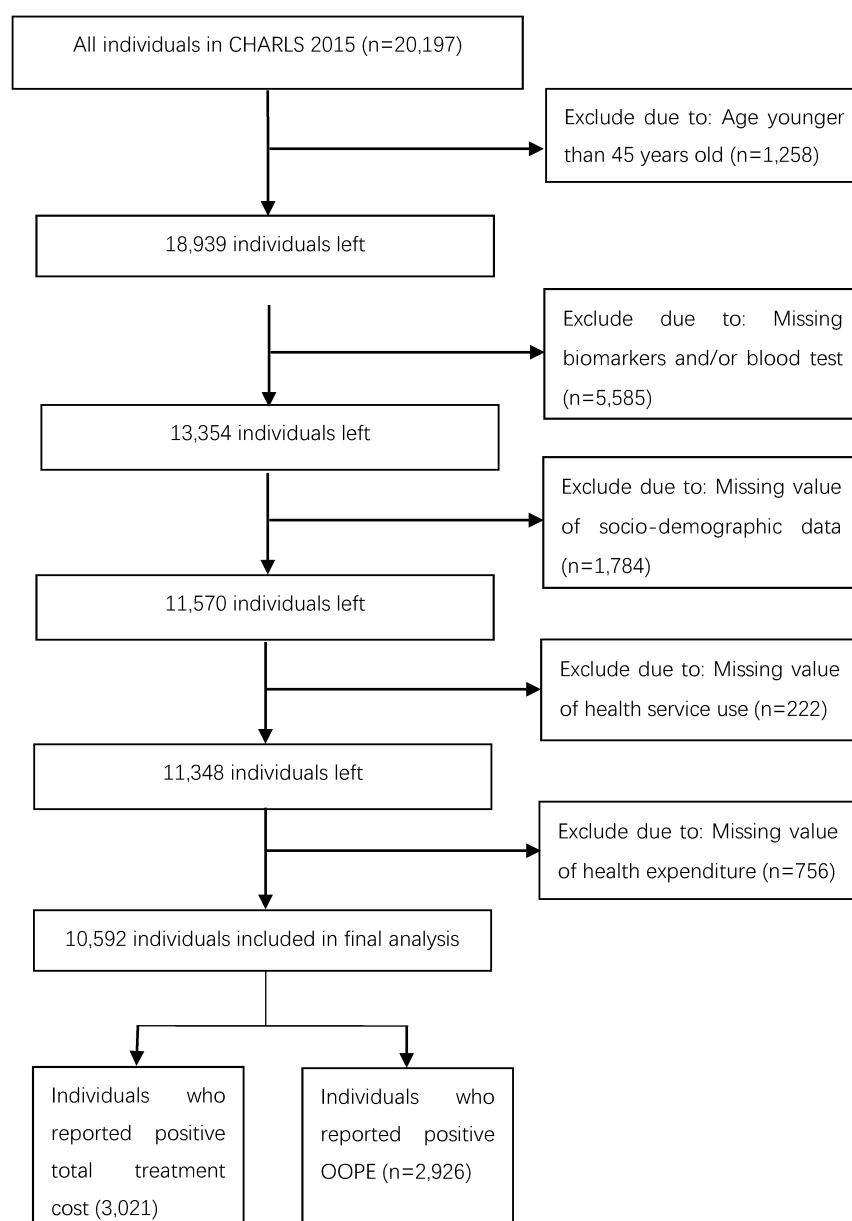 All individuals in CHARLS 2015 (n=20,197)
Exclude due to: Age younger
than 45 years old (n=1,258)
18,939 individuals left
Exclude due to: Missing
biomarkers and/or blood test
(n=5,585)
13,354 individuals left
Exclude due to: Missing value
of socio-demographic data
(n=1,784)
11,570 individuals left
Exclude due to: Missing value
of health service use (n=222)
11,348 individuals left
Exclude due to: Missing value
of health expenditure (n=756)
10,592 individuals included in final analysis
Individuals who
reported positive
total treatment
cost (3,021)
Individuals who
reported positive
OOPE (n=2,926)